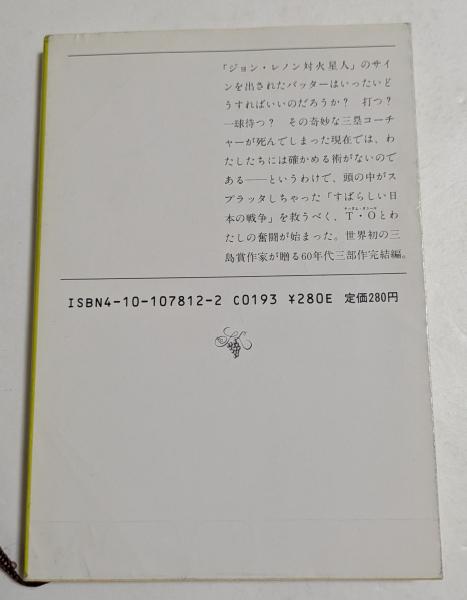 「ジョン・レノン対火星人」のサイ
ンを出されたバッターはいったいど
うすればいいのだろうか？　打つ？
一球待つ？　その奇妙な三塁コーチ
ャーが死んでしまった現在では、わ
たしたちには確かめる術がないので
ある――というわけで、頭の中がス
プラッタしちゃった「すばらしい日
本の戦争」を救うべく、T・Oとわ
たしの奮闘が始まった。世界初の三
島賞作家が贈る60年代三部作完結編。
ISBN4-10-107812-2 C0193 ¥280E 定価280円